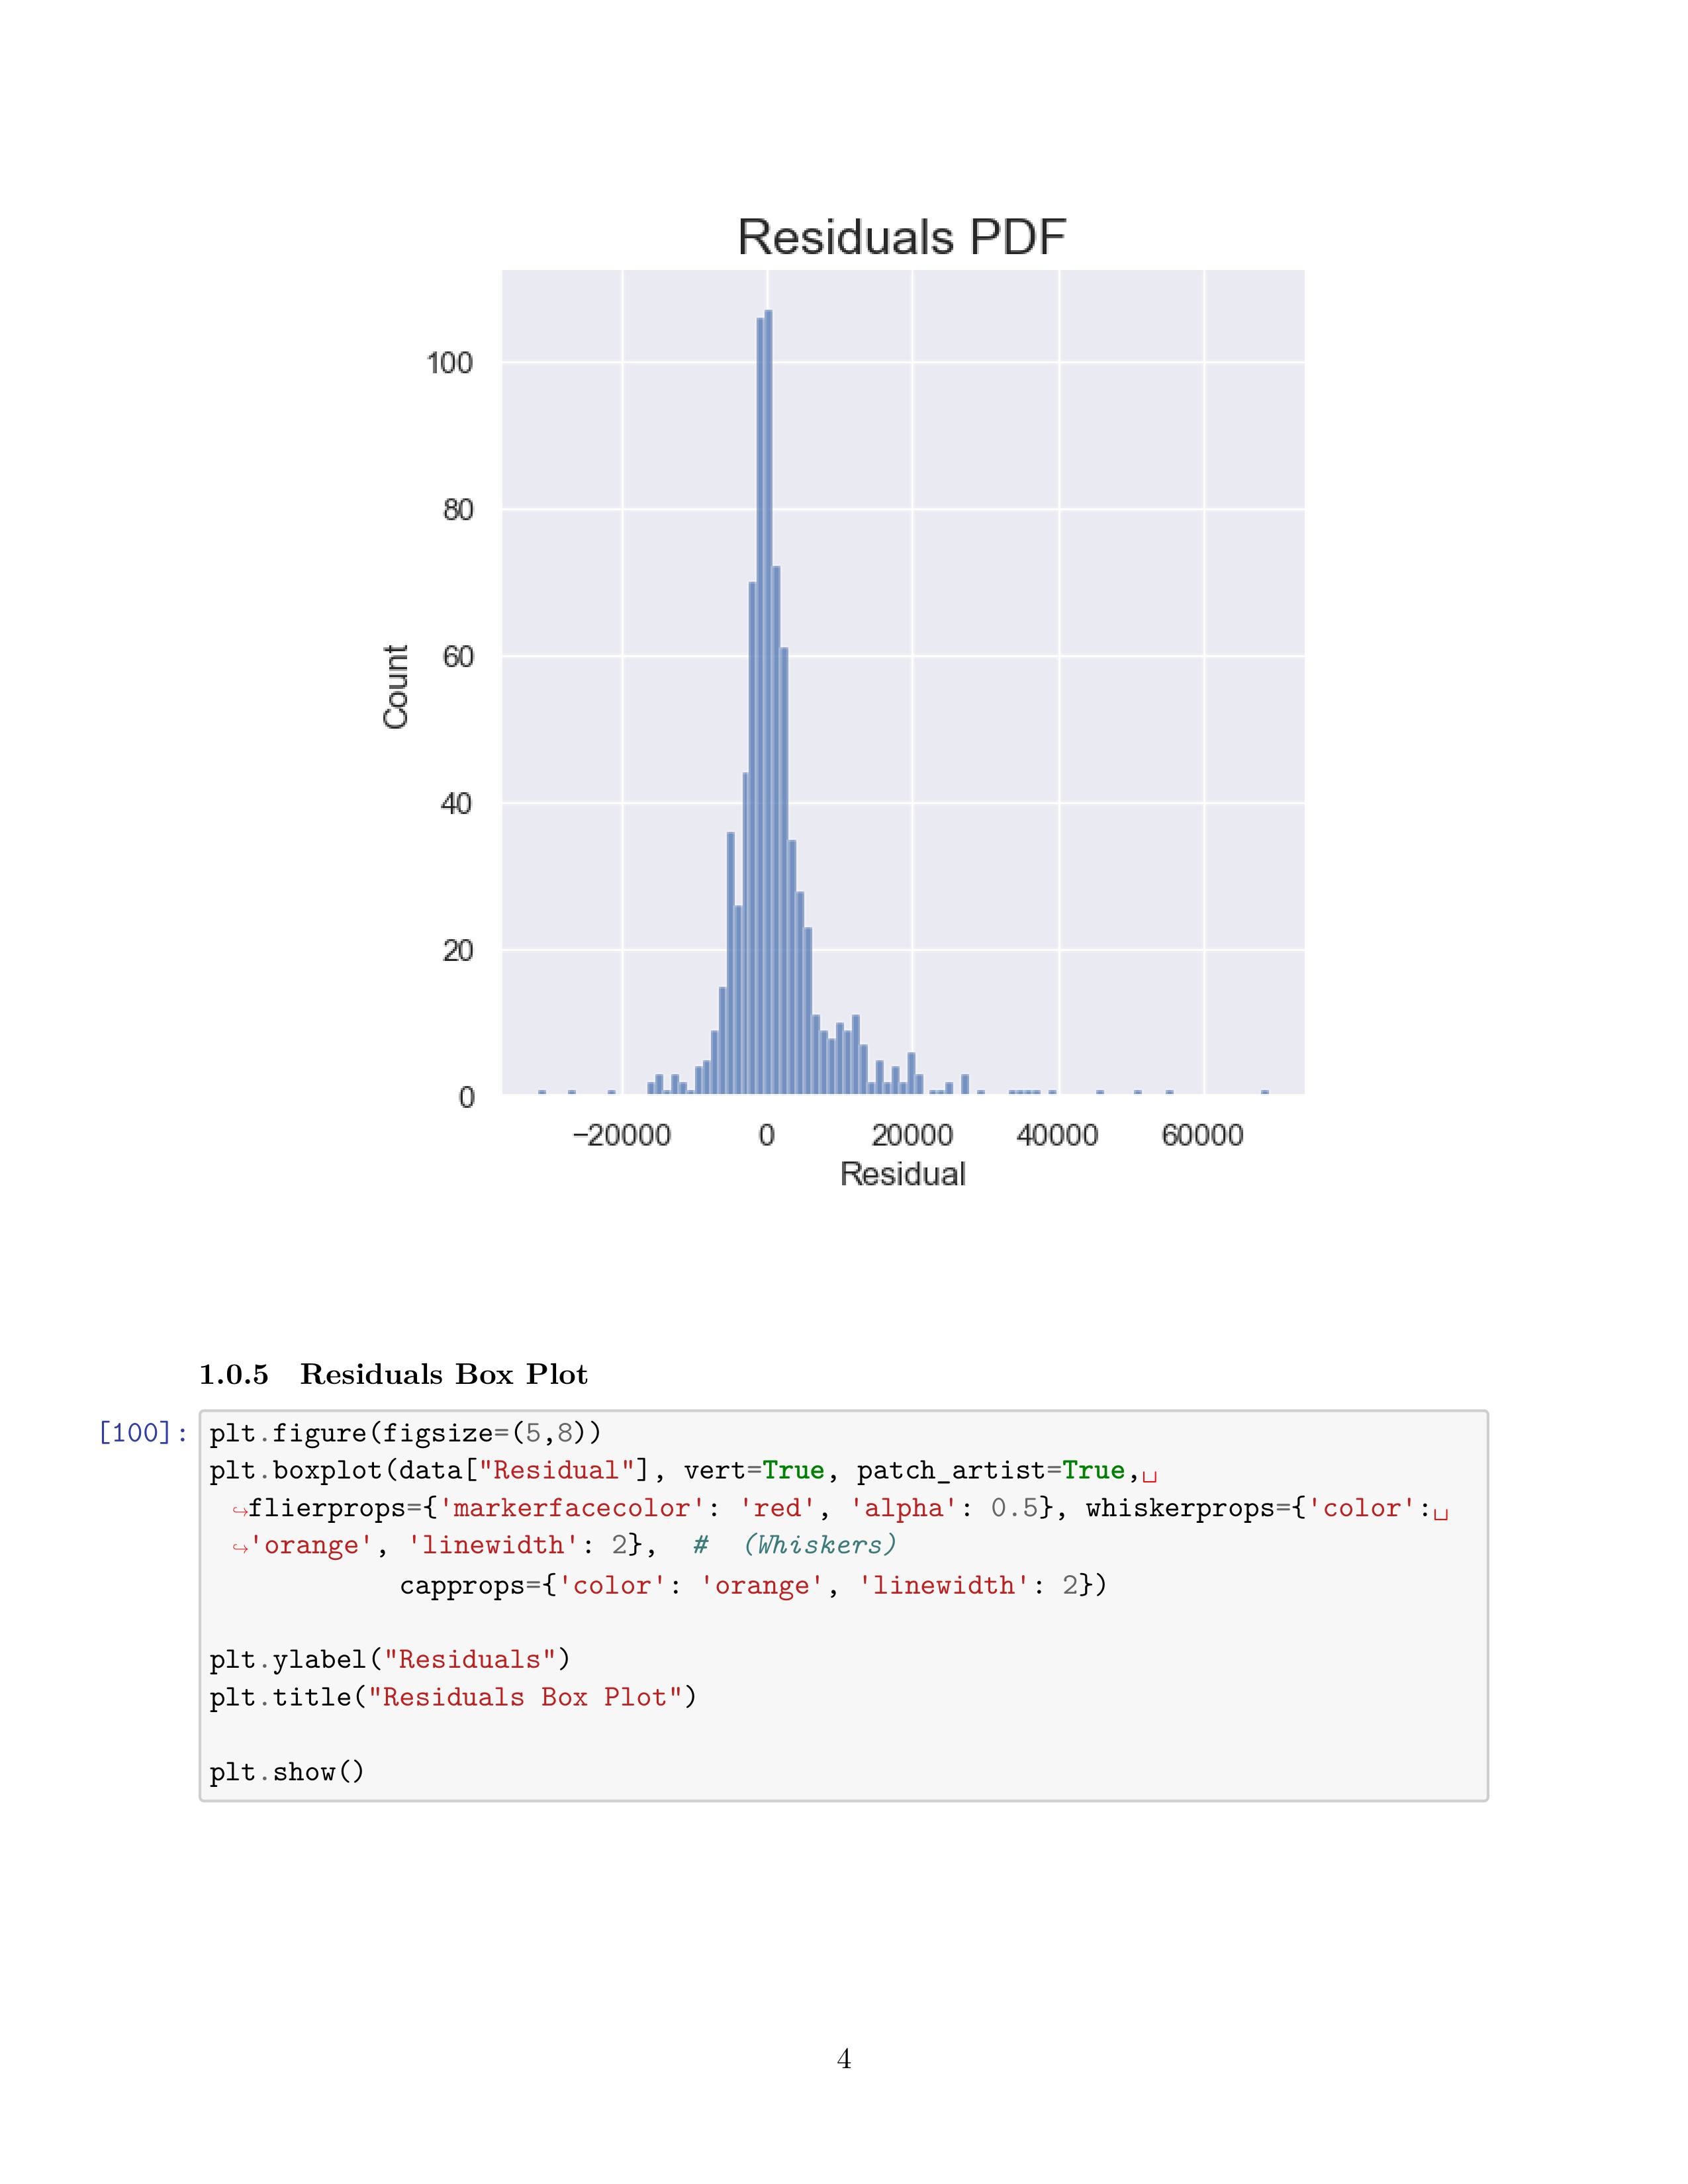 Residuals PDF
100
80
60
40
20
0
Count
−20000 0 20000 40000 60000
Residual
1.0.5 Residuals Box Plot
[100]: plt.figure(figsize=(5,8))
plt.boxplot(data["Residual"], vert=True, patch_artist=True,␣
↪flierprops={'markerfacecolor': 'red', 'alpha': 0.5}, whiskerprops={'color':␣
↪'orange', 'linewidth': 2}, # (Whiskers)
capprops={'color': 'orange', 'linewidth': 2})
plt.ylabel("Residuals")
plt.title("Residuals Box Plot")
plt.show()
4